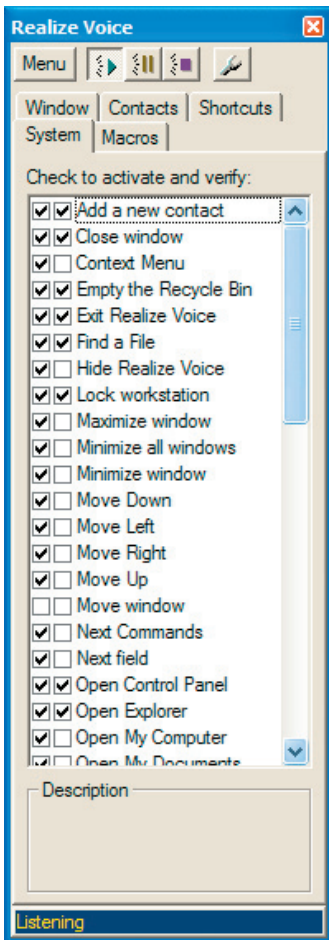 Realize Voice
Menu
Window Contacts Shortcuts
System Macros
Check to activate and verify:
Add a new contact
Close window
Context Menu
Empty the Recycle Bin
Exit Realize Voice
Find a File
Hide Realize Voice
Lock workstation
Maximize window
Minimize all windows
Minimize window
Move Down
Move Left
Move Right
Move Up
Move window
Next Commands
Next field
Open Control Panel
Open Explorer
Open My Computer
Open My Documents
Description
Listening